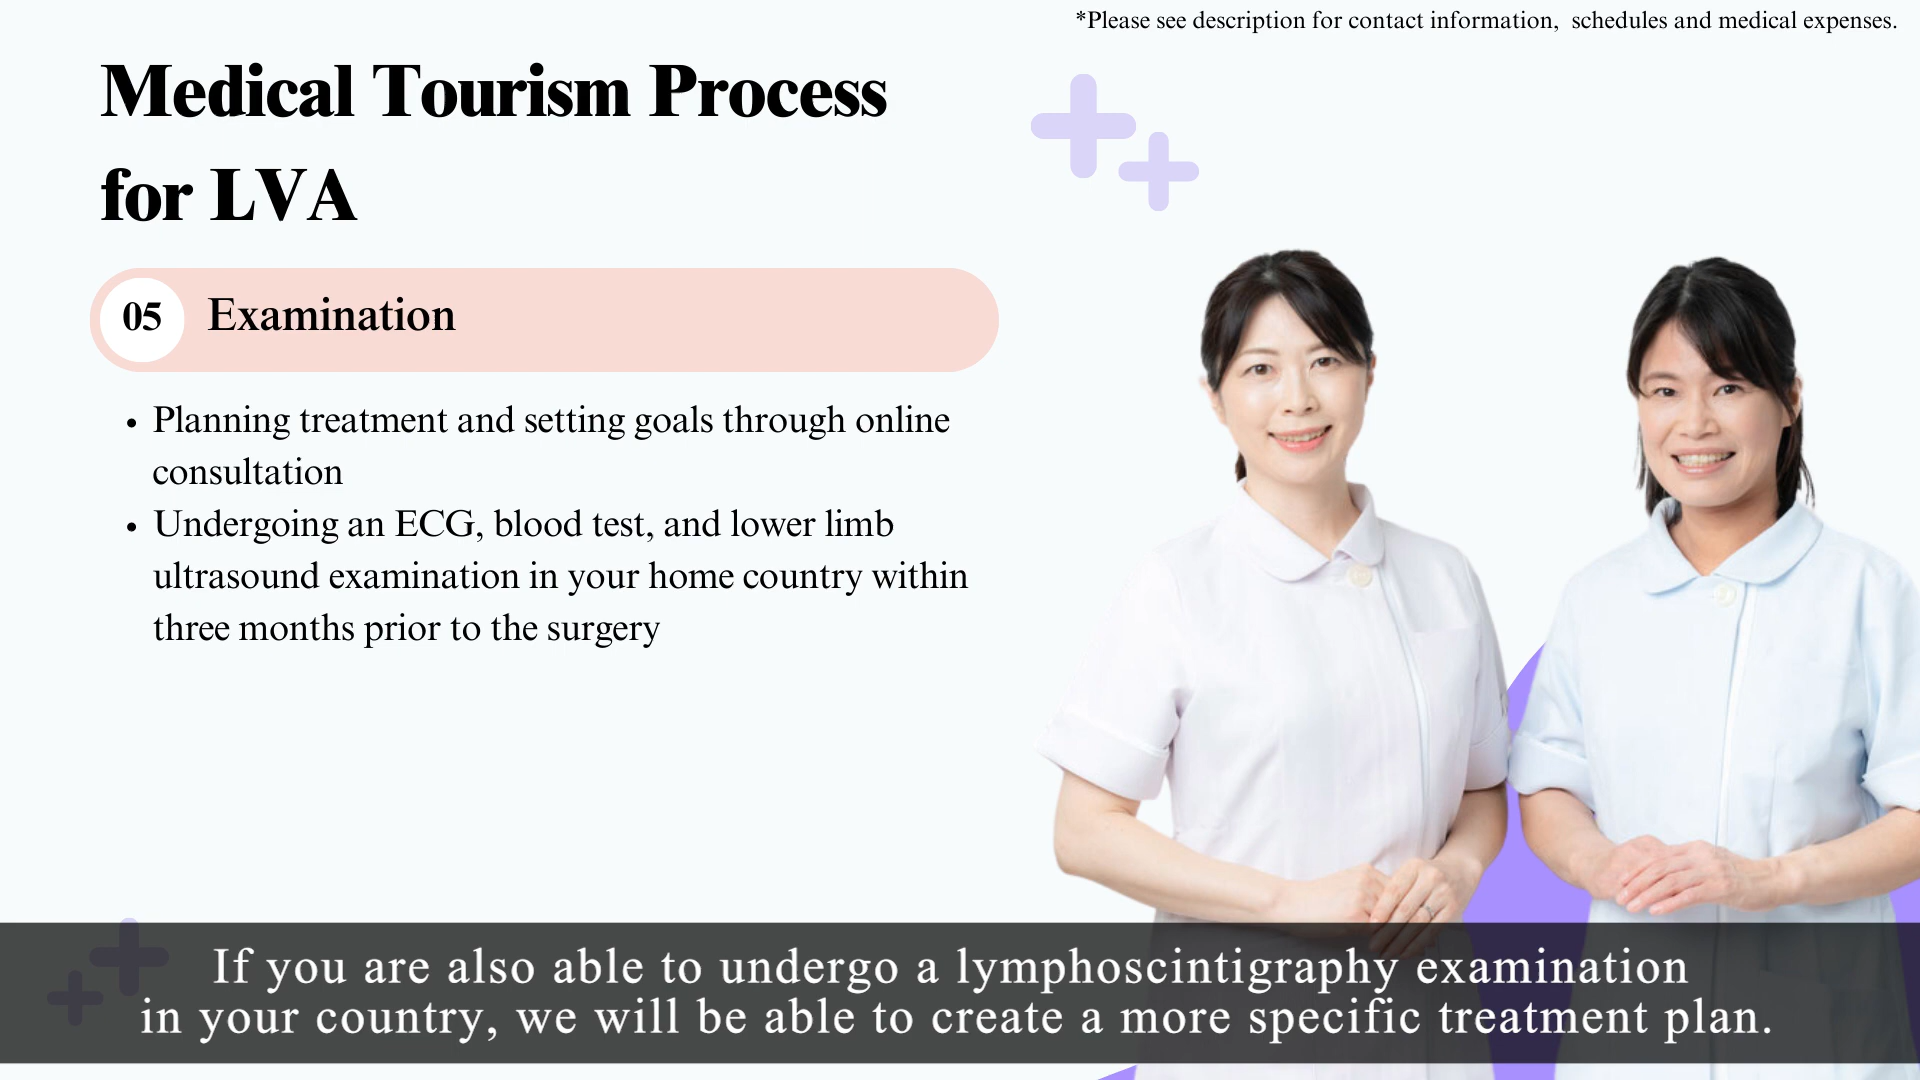 *Please see description for contact information,  schedules and medical expenses.
Medical Tourism Process
for LVA
05 Examination
• Planning treatment and setting goals through online
consultation
• Undergoing an ECG, blood test, and lower limb
ultrasound examination in your home country within
three months prior to the surgery
If you are also able to undergo a lymphoscintigraphy examination
in your country, we will be able to create a more specific treatment plan.